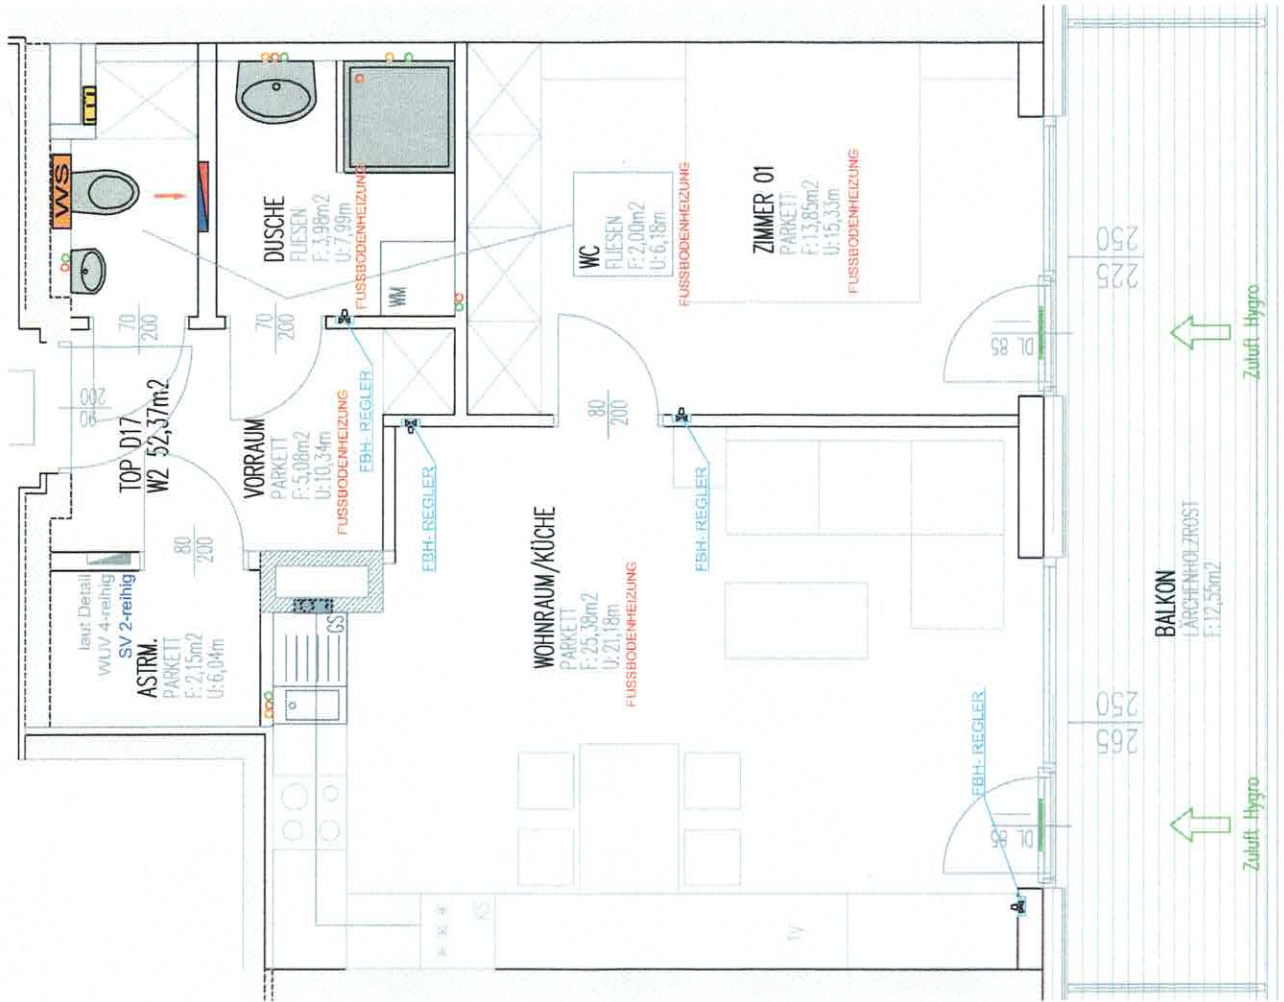 WS
DUSCHE
FLIESEN
F: 3,98m2
U: 7,99m
FUSSBODENHEIZUNG
WM
WC
FLIESEN
F: 2,00m2
U: 6,18m
FUSSBODENHEIZUNG
ZIMMER 01
PARKETT
F: 13,85m2
U: 15,33m
FUSSBODENHEIZUNG
70
200
70
200
90
200
TOP D17
W2 52,37m2
VORRAUM
PARKETT
F: 5,08m2
U: 10,34m
FUSSBODENHEIZUNG
FBH- REGLER
FBH- REGLER
80
200
FBH- REGLER
80
200
laut Detail
WUV 4-reihig
SV 2-reihig
ASTRM.
PARKETT
F: 2,15m2
U: 6,04m
GS
WOHNRAUM/KÜCHE
PARKETT
F: 25,38m2
U: 21,18m
FUSSBODENHEIZUNG
FBH- REGLER
KS
TV
DL 85
DL 85
250
225
250
265
BALKON
LÄRCHENHOLZROST
F: 12,55m2
Zuluft Hygro
Zuluft Hygro